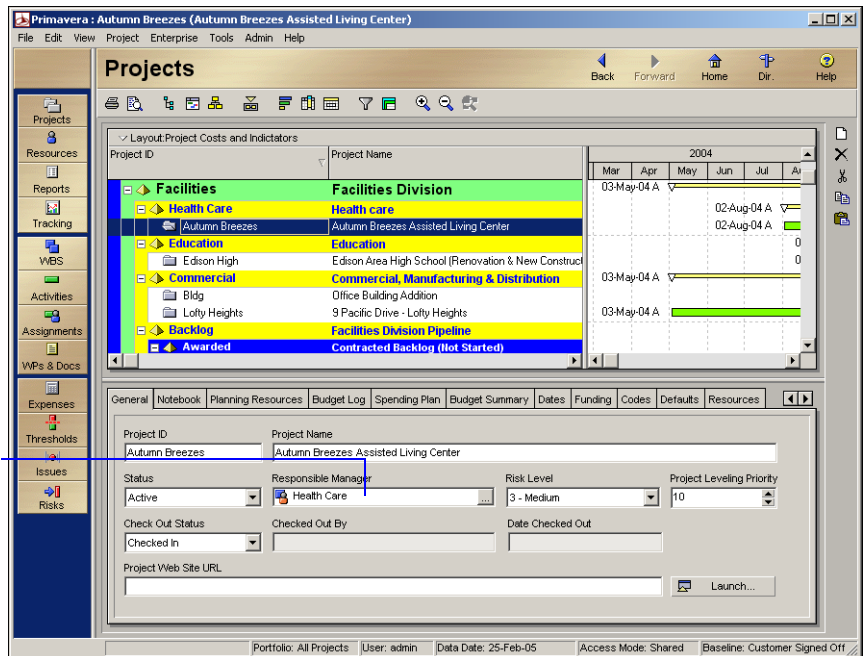 Primavera : Autumn Breezes (Autumn Breezes Assisted Living Center)
File Edit View Project Enterprise Tools Admin Help
Projects
Back Forward Home Dir. Help
Projects
Resources
Reports
Tracking
WBS
Activities
Assignments
WPs & Docs
Expenses
Thresholds
Issues
Risks
Layout:Project Costs and Indictators
Project ID Project Name 2004
Mar Apr May Jun Jul
Facilities Facilities Division 03-May-04 A
Health Care Health care 02-Aug-04 A
Autumn Breezes Autumn Breezes Assisted Living Center 02-Aug-04 A
Education Education 0
Edison High Edison Area High School (Renovation & New Construct 0
Commercial Commercial, Manufacturing & Distribution 03-May-04 A
Bldg Office Building Addition
Lofty Heights 9 Pacific Drive - Lofty Heights 03-May-04 A
Backlog Facilities Division Pipeline
Awarded Contracted Backlog (Not Started)
General Notebook Planning Resources Budget Log Spending Plan Budget Summary Dates Funding Codes Defaults Resources
Project ID Project Name
Autumn Breezes Autumn Breezes Assisted Living Center
Status Responsible Manager Risk Level Project Leveling Priority
Active Health Care ... 3 - Medium 10
Check Out Status Checked Out By Date Checked Out
Checked In
Project Web Site URL
Launch...
Portfolio: All Projects User: admin Data Date: 25-Feb-05 Access Mode: Shared Baseline: Customer Signed Off